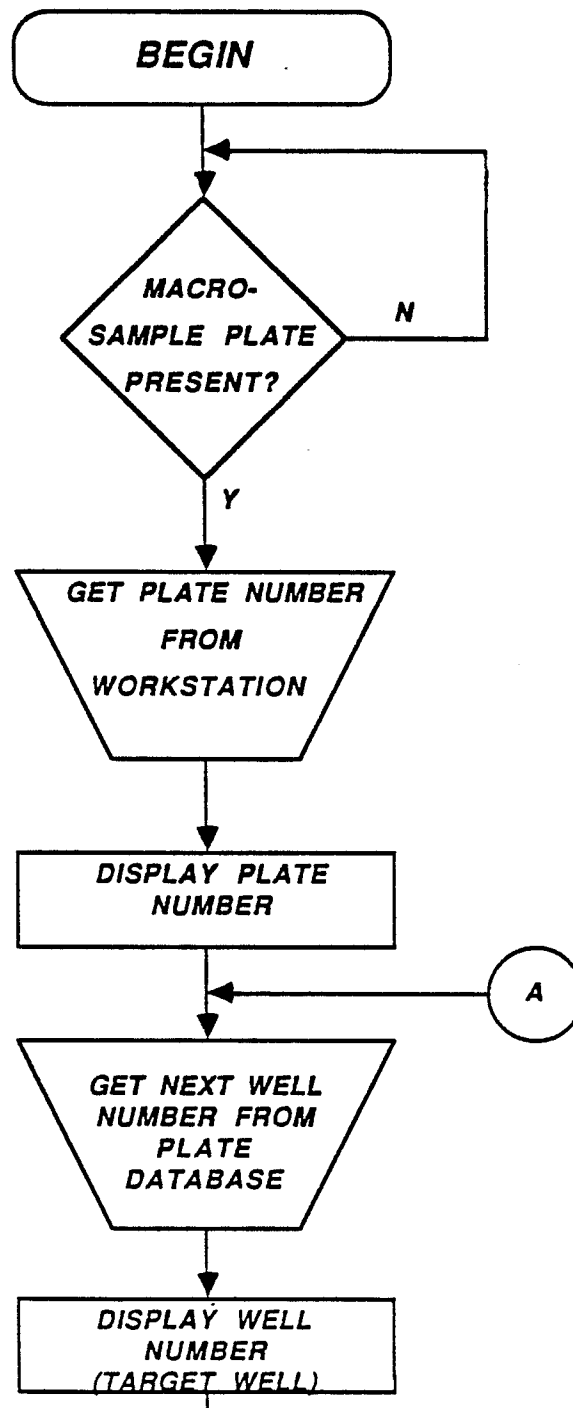 BEGIN
MACRO-
SAMPLE PLATE
PRESENT?
N
Y
GET PLATE NUMBER
FROM
WORKSTATION
DISPLAY PLATE
NUMBER
A
GET NEXT WELL
NUMBER FROM
PLATE
DATABASE
DISPLAY WELL
NUMBER
(TARGET WELL)